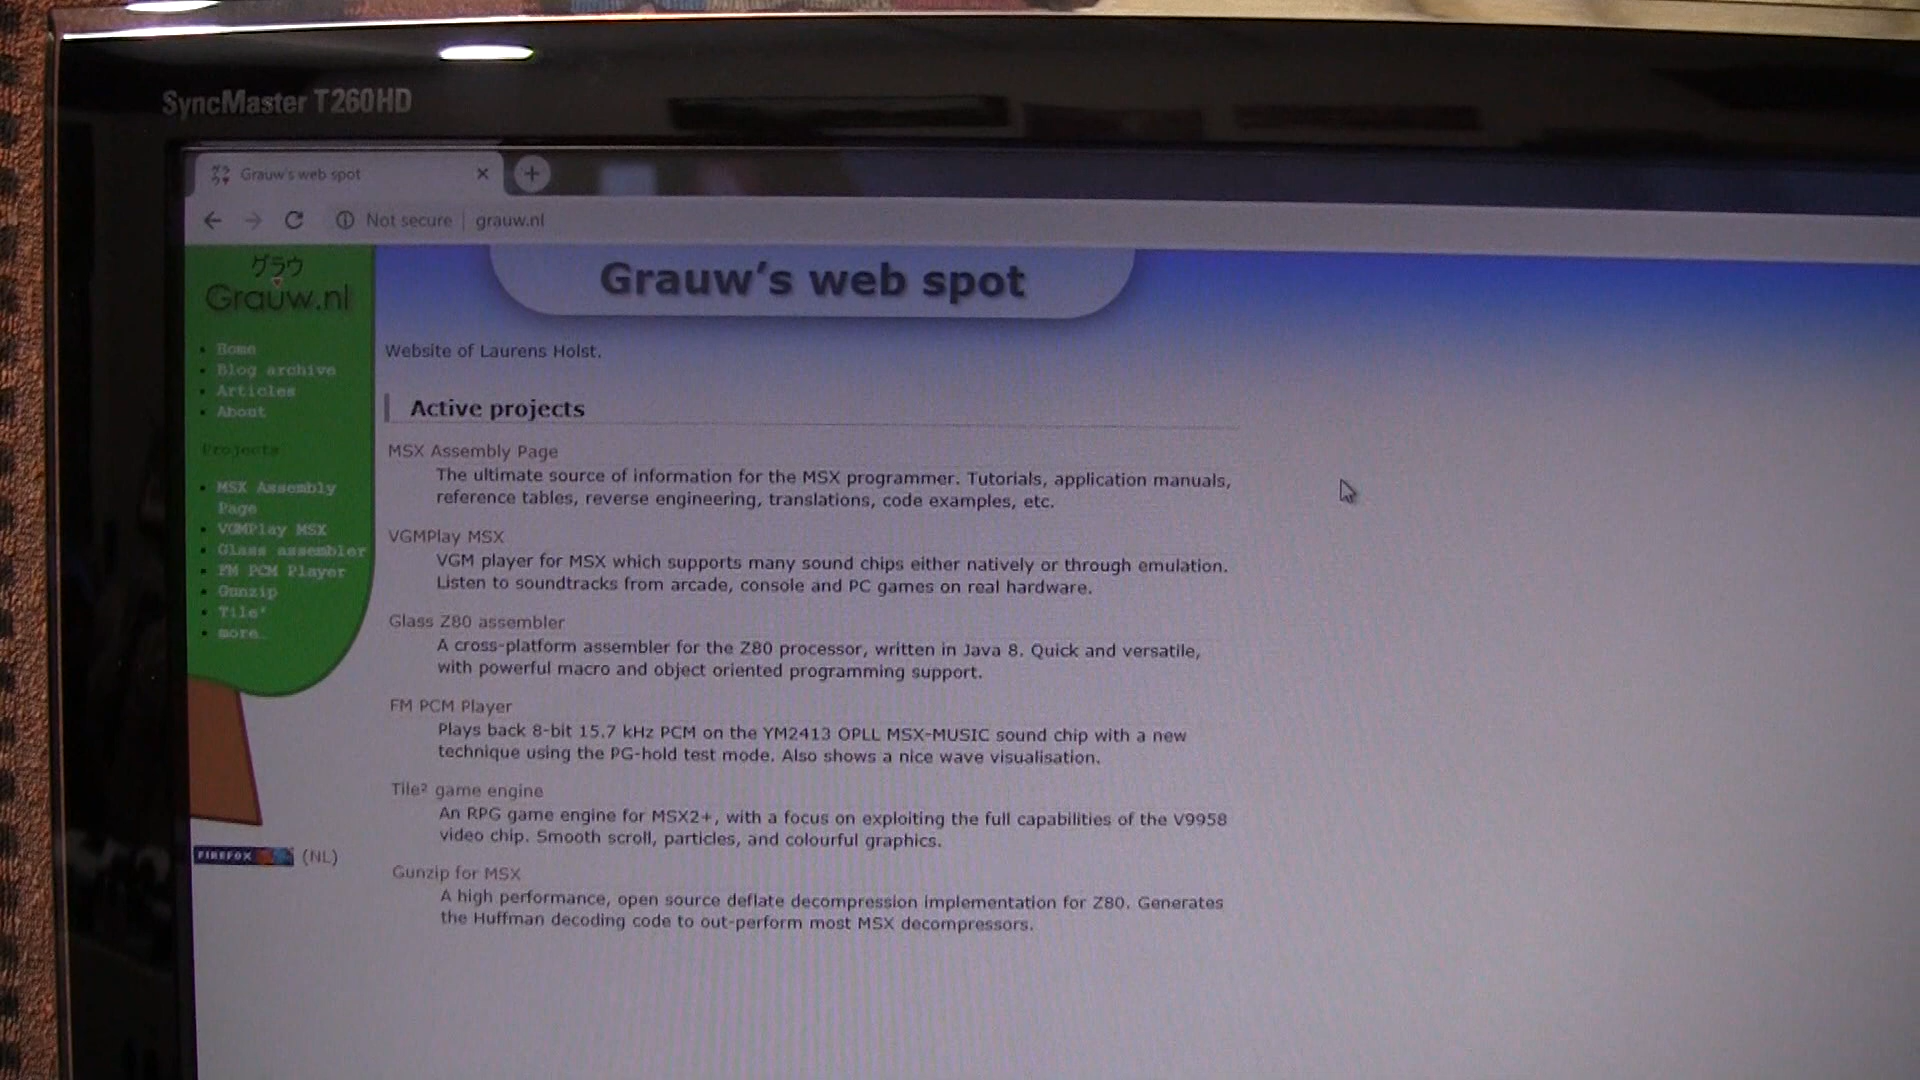 SyncMaster T260HD
Grauw's web spot
Not secure | grauw.nl
グラウ
Grauw.nl
Home
Blog archive
Articles
About
Projects
MSX Assembly
Page
VGMPlay MSX
Glass assembler
FM PCM Player
Gunzip
Tile²
more…
FIREFOX (NL)
Grauw’s web spot
Website of Laurens Holst.
Active projects
MSX Assembly Page
The ultimate source of information for the MSX programmer. Tutorials, application manuals,
reference tables, reverse engineering, translations, code examples, etc.
VGMPlay MSX
VGM player for MSX which supports many sound chips either natively or through emulation.
Listen to soundtracks from arcade, console and PC games on real hardware.
Glass Z80 assembler
A cross-platform assembler for the Z80 processor, written in Java 8. Quick and versatile,
with powerful macro and object oriented programming support.
FM PCM Player
Plays back 8-bit 15.7 kHz PCM on the YM2413 OPLL MSX-MUSIC sound chip with a new
technique using the PG-hold test mode. Also shows a nice wave visualisation.
Tile² game engine
An RPG game engine for MSX2+, with a focus on exploiting the full capabilities of the V9958
video chip. Smooth scroll, particles, and colourful graphics.
Gunzip for MSX
A high performance, open source deflate decompression implementation for Z80. Generates
the Huffman decoding code to out-perform most MSX decompressors.